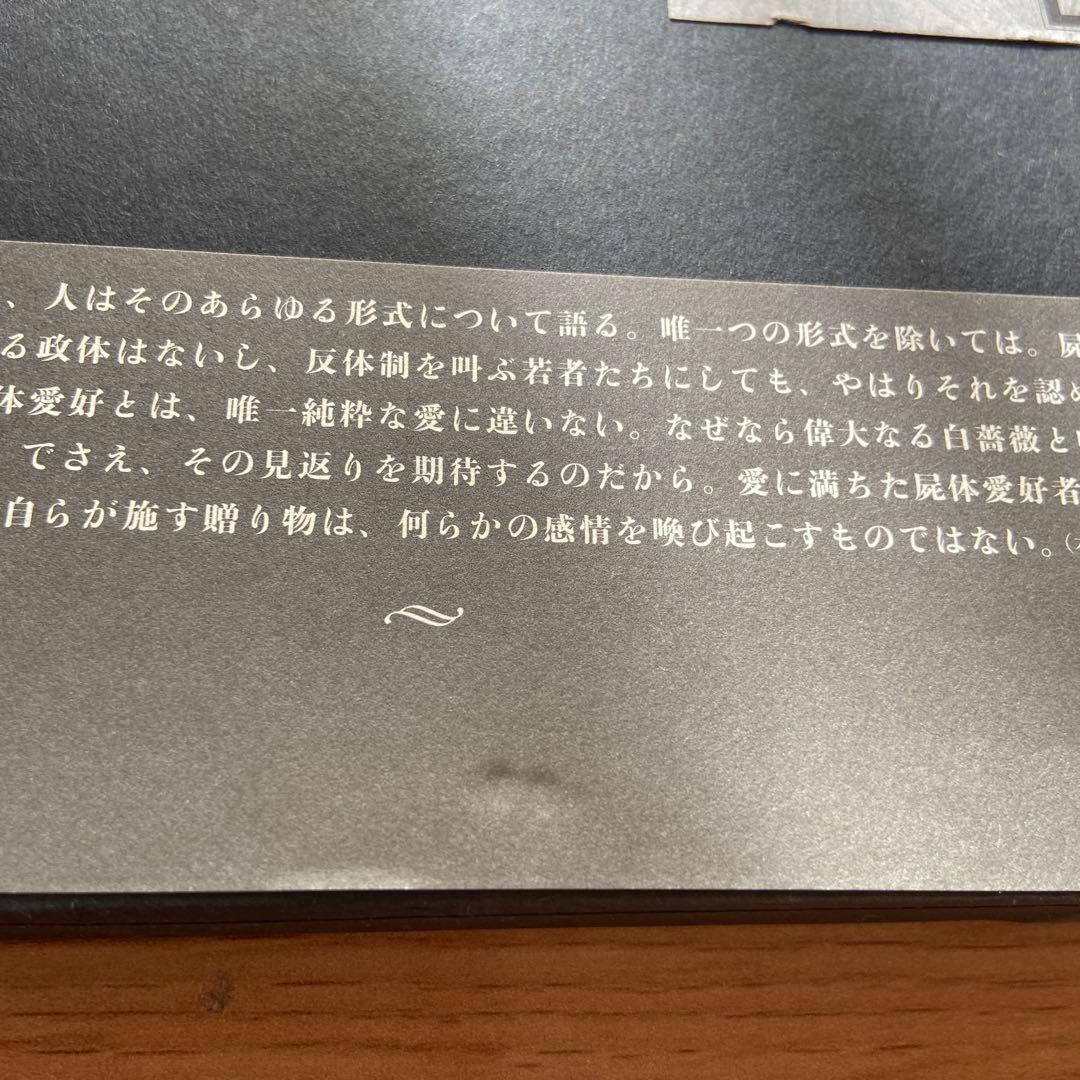 、人はそのあらゆる形式について語る。唯一つの形式を除いては。屍
る政体はないし、反体制を叫ぶ若者たちにしても、やはりそれを認め
体愛好とは、唯一純粋な愛に違いない。なぜなら偉大なる白薔薇と
でさえ、その見返りを期待するのだから。愛に満ちた屍体愛好者
自らが施す贈り物は、何らかの感情を喚び起こすものではない。（